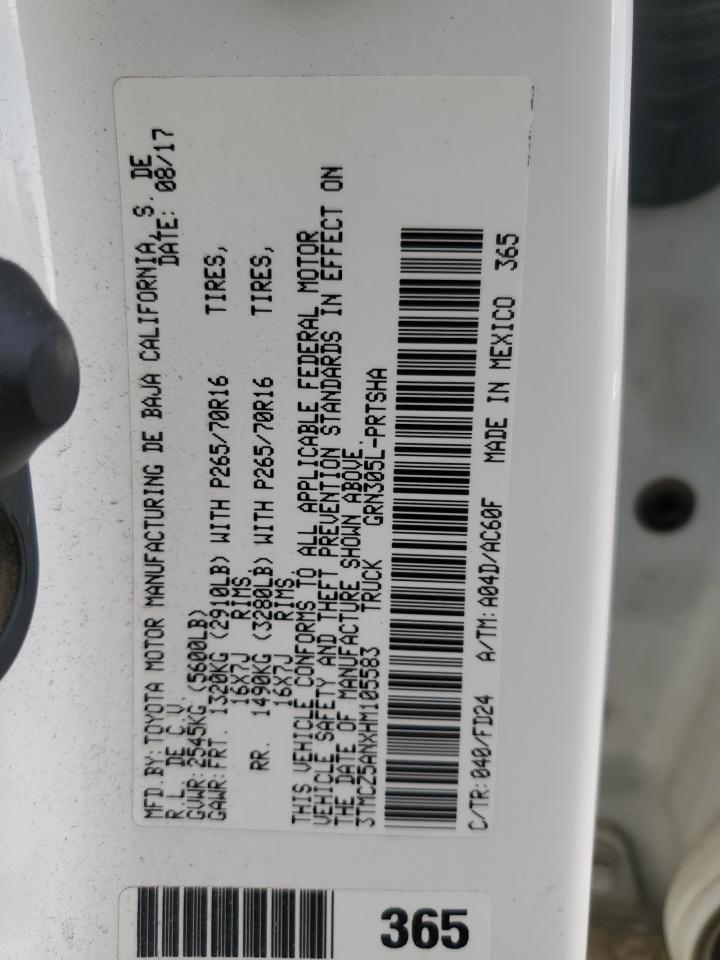 MFD.BY:TOYOTA MOTOR MANUFACTURING DE BAJA CALIFORNIA, S. DE
R.L. DE C.V. DATE: 08/17
GVWR:2545KG(5600LB)
GAWR:FRT. 1320KG(2910LB) WITH P265/70R16 TIRES,
16X7J RIMS,
RR. 1490KG(3280LB) WITH P265/70R16 TIRES,
16X7J RIMS,
THIS VEHICLE CONFORMS TO ALL APPLICABLE FEDERAL MOTOR
VEHICLE SAFETY AND THEFT PREVENTION STANDARDS IN EFFECT ON
THE DATE OF MANUFACTURE SHOWN ABOVE.
3TMCZ5ANXHM105583 TRUCK GRN305L-PRTSHA
C/TR:040/FD24 A/TM:A04D/AC60F MADE IN MEXICO 365
365